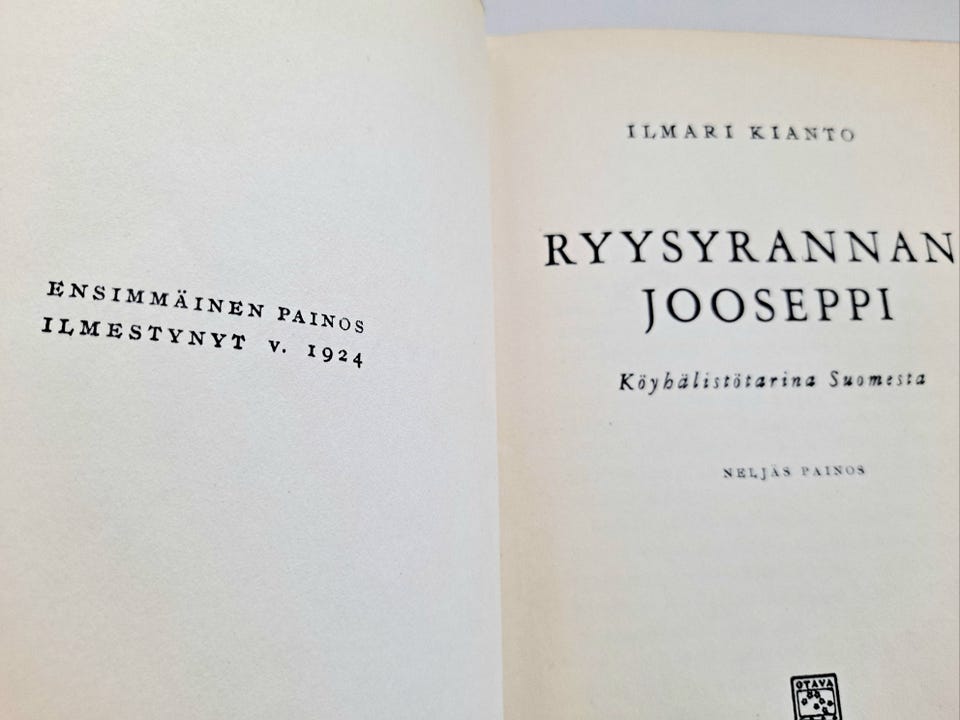 ENSIMMÄINEN PAINOS
ILMESTYNYT v. 1924
ILMARI KIANTO
RYYSYRANNAN
JOOSEPPI
Köyhälistötarina Suomesta
NELJÄS PAINOS
OTAVA